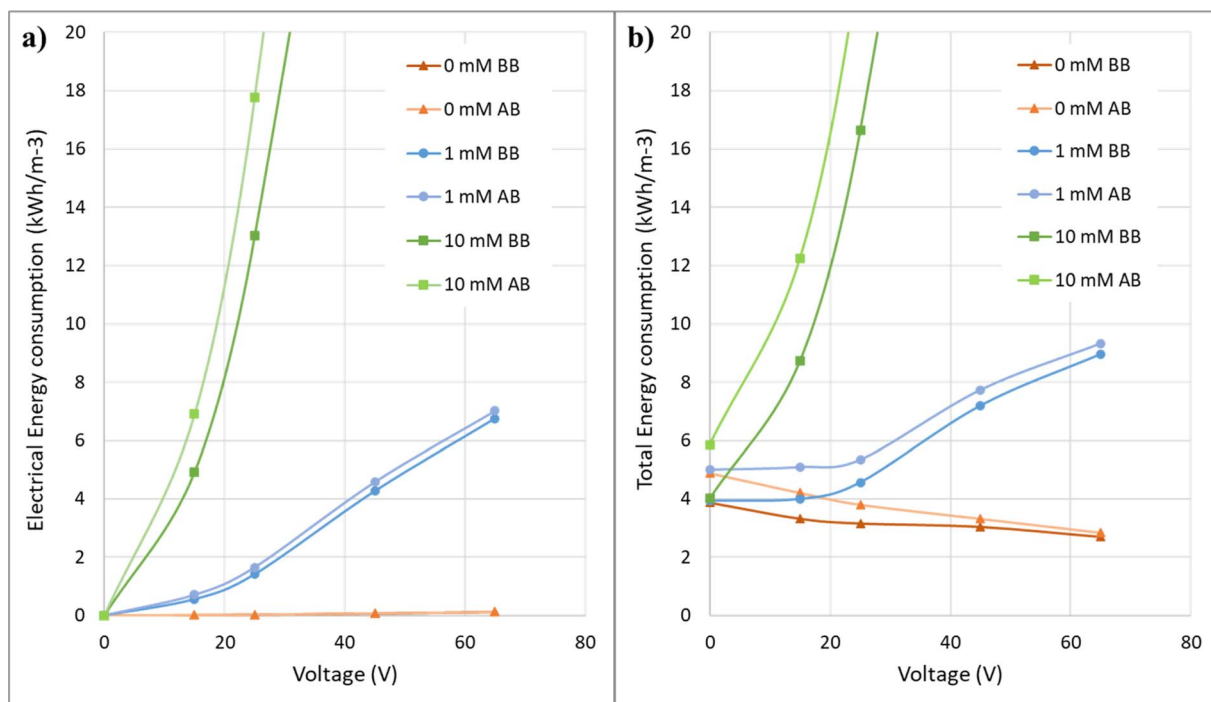 a)
Electrical Energy consumption (kWh/m-3)
20
18
16
14
12
10
8
6
4
2
0
0 20 40 60 80
Voltage (V)
0 mM BB
0 mM AB
1 mM BB
1 mM AB
10 mM BB
10 mM AB
b)
Total Energy consumption (kWh/m-3)
20
18
16
14
12
10
8
6
4
2
0
0 20 40 60 80
Voltage (V)
0 mM BB
0 mM AB
1 mM BB
1 mM AB
10 mM BB
10 mM AB